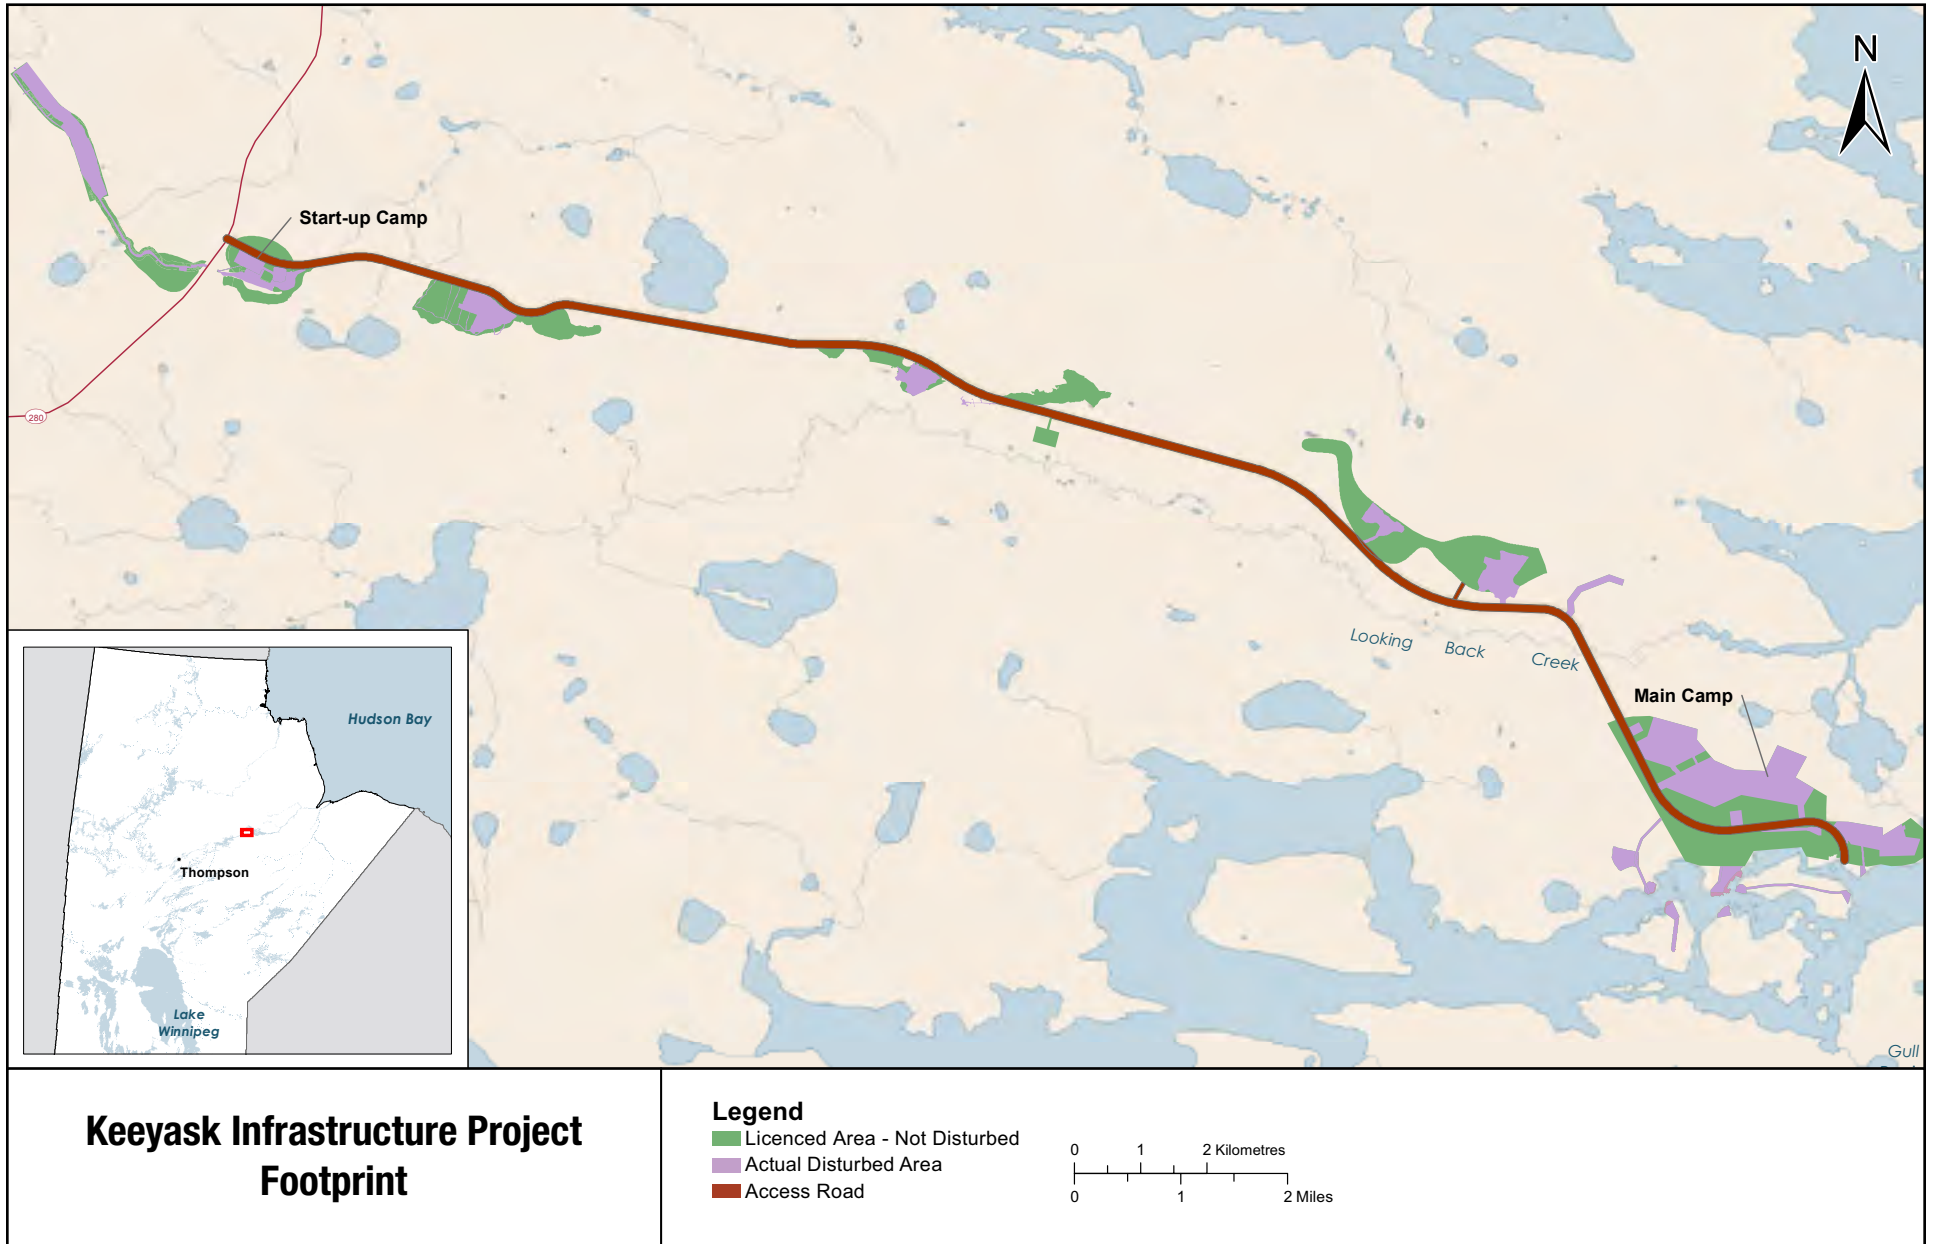 N
Start-up Camp
280
Looking Back Creek
Main Camp
Hudson Bay
Thompson
Lake
Winnipeg
Gull
Keeyask Infrastructure Project
Footprint
Legend
Licenced Area - Not Disturbed
Actual Disturbed Area
Access Road
0 1 2 Kilometres
0 1 2 Miles